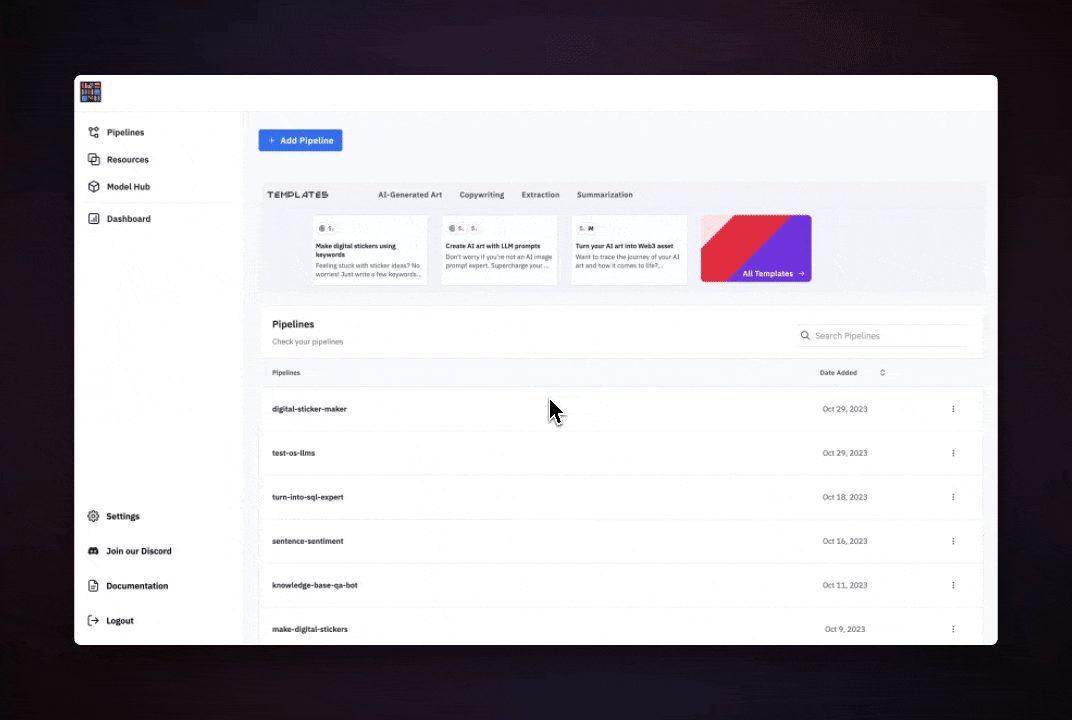 Pipelines
Resources
Model Hub
Dashboard
Settings
Join our Discord
Documentation
Logout
+ Add Pipeline
TEMPLATES
AI-Generated Art
Copywriting
Extraction
Summarization
S.
Make digital stickers using
keywords
Feeling stuck with sticker ideas? No
worries! Just write a few keywords...
S. S.
Create AI art with LLM prompts
Don't worry if you're not an AI image
prompt expert. Supercharge your ...
S.
Turn your AI art into Web3 asset
Want to trace the journey of your AI
art and how it comes to life?...
All Templates →
Pipelines
Check your pipelines
Search Pipelines
Pipelines Date Added
digital-sticker-maker Oct 29, 2023
test-os-llms Oct 29, 2023
turn-into-sql-expert Oct 18, 2023
sentence-sentiment Oct 16, 2023
knowledge-base-qa-bot Oct 11, 2023
make-digital-stickers Oct 9, 2023